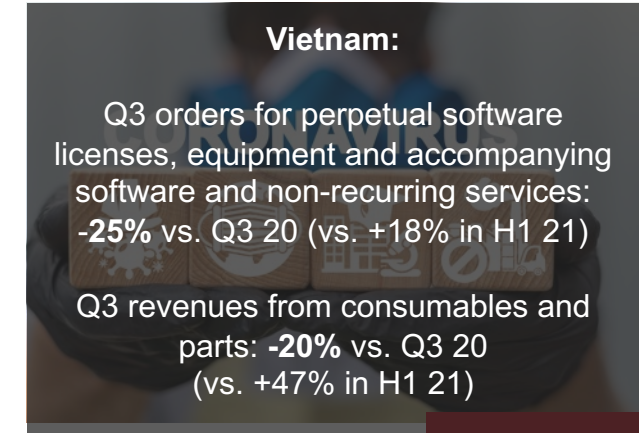 Vietnam:
CORONAVIRUS
Q3 orders for perpetual software
licenses, equipment and accompanying
software and non-recurring services:
-25% vs. Q3 20 (vs. +18% in H1 21)
Q3 revenues from consumables and
parts: -20% vs. Q3 20
(vs. +47% in H1 21)